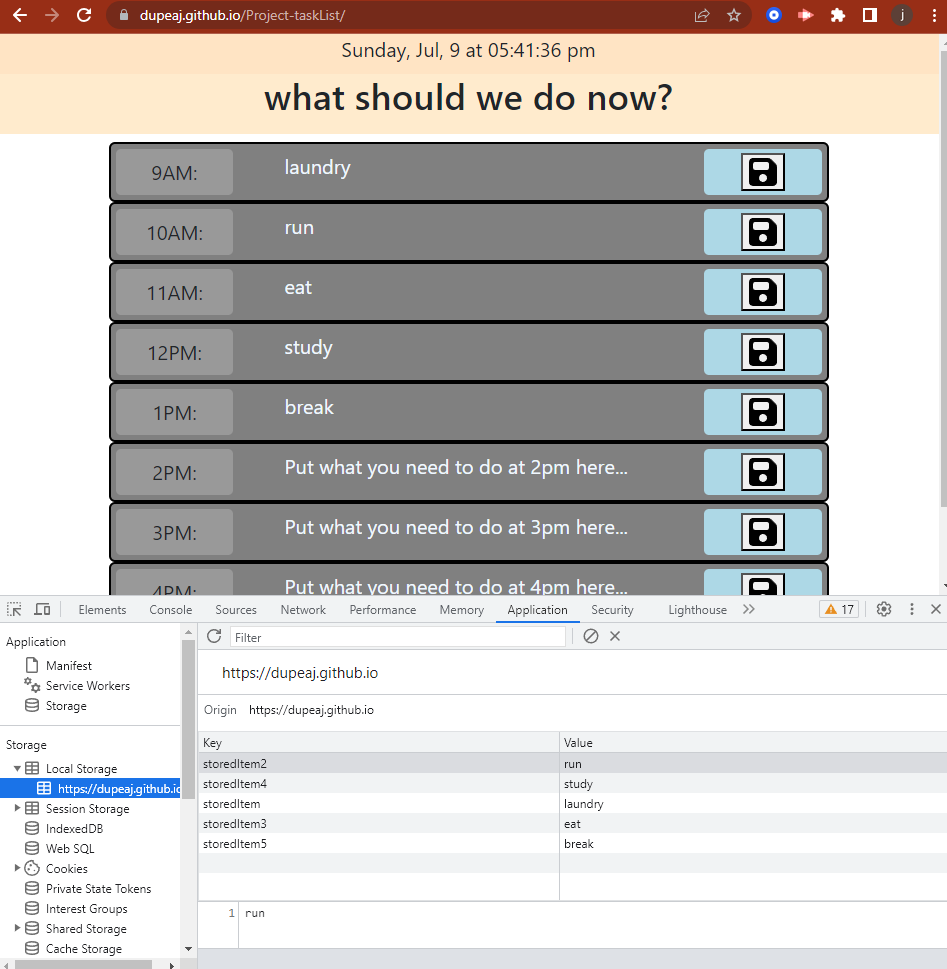 dupeaj.github.io/Project-taskList/
j
Sunday, Jul, 9 at 05:41:36 pm
what should we do now?
9AM: laundry
10AM: run
11AM: eat
12PM: study
1PM: break
2PM: Put what you need to do at 2pm here...
3PM: Put what you need to do at 3pm here...
4PM: Put what you need to do at 4pm here...
Elements Console Sources Network Performance Memory Application Security Lighthouse 17
Application
Manifest
Service Workers
Storage
Storage
Local Storage
https://dupeaj.github.io
Session Storage
IndexedDB
Web SQL
Cookies
Private State Tokens
Interest Groups
Shared Storage
Cache Storage
Filter
https://dupeaj.github.io
Origin https://dupeaj.github.io
Key Value
storedItem2 run
storedItem4 study
storedItem laundry
storedItem3 eat
storedItem5 break
1 run